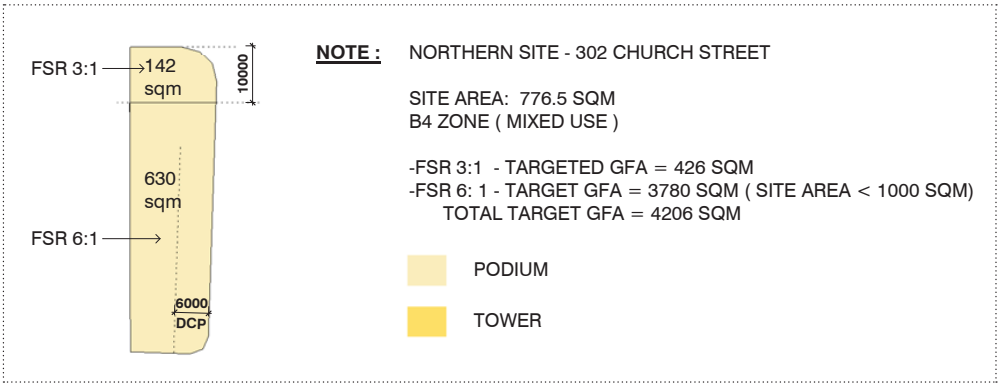 FSR 3:1
142
sqm
10000
630
sqm
FSR 6:1
6000
DCP
NOTE : NORTHERN SITE - 302 CHURCH STREET
SITE AREA: 776.5 SQM
B4 ZONE ( MIXED USE )
-FSR 3:1 - TARGETED GFA = 426 SQM
-FSR 6: 1 - TARGET GFA = 3780 SQM ( SITE AREA < 1000 SQM)
TOTAL TARGET GFA = 4206 SQM
PODIUM
TOWER